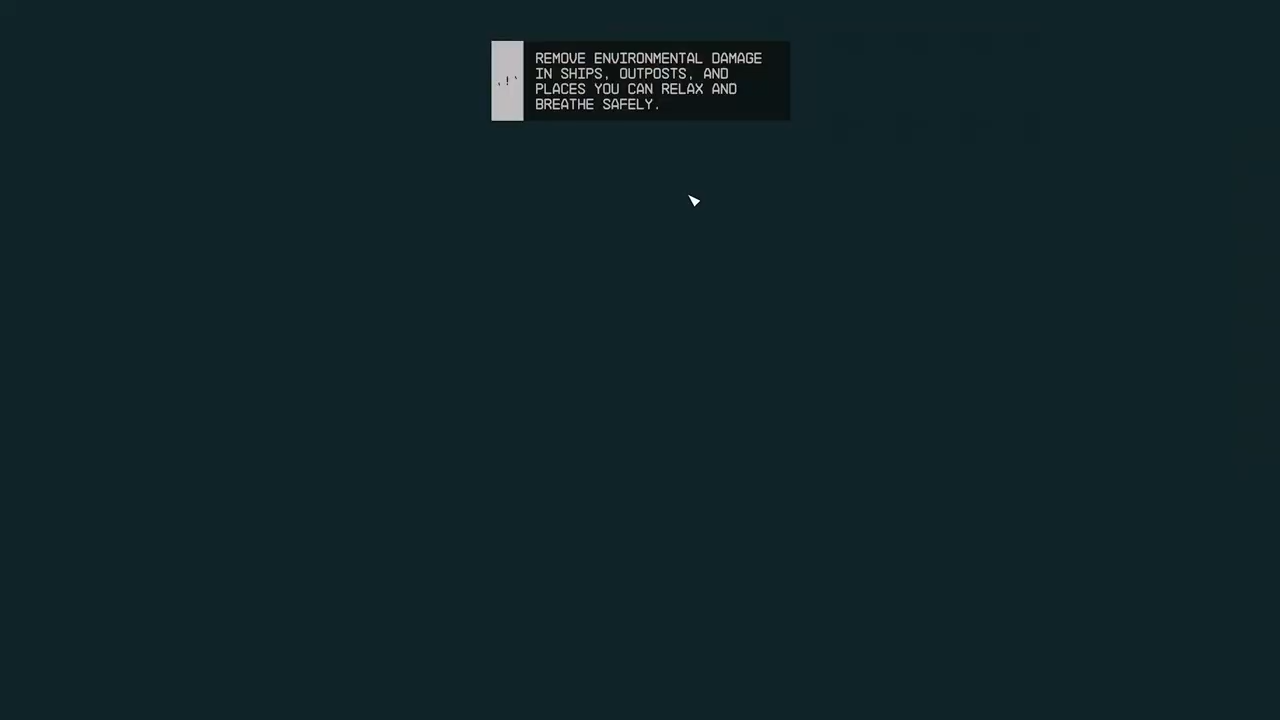 REMOVE ENVIRONMENTAL DAMAGE
IN SHIPS, OUTPOSTS, AND
PLACES YOU CAN RELAX AND
BREATHE SAFELY.